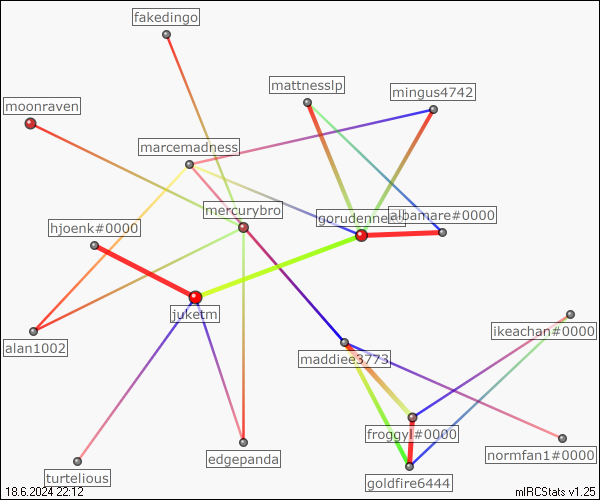 fakedingo
mattnesslp
mingus4742
moonraven
marcemadness
mercurybro
albamare#0000
hjoenk#0000
juketm
ikeachan#0000
alan1002
maddiee3773
froggyl#0000
normfan1#0000
edgepanda
turtelious
goldfire6444
18.6.2024 22:12
mIRCStats v1.25